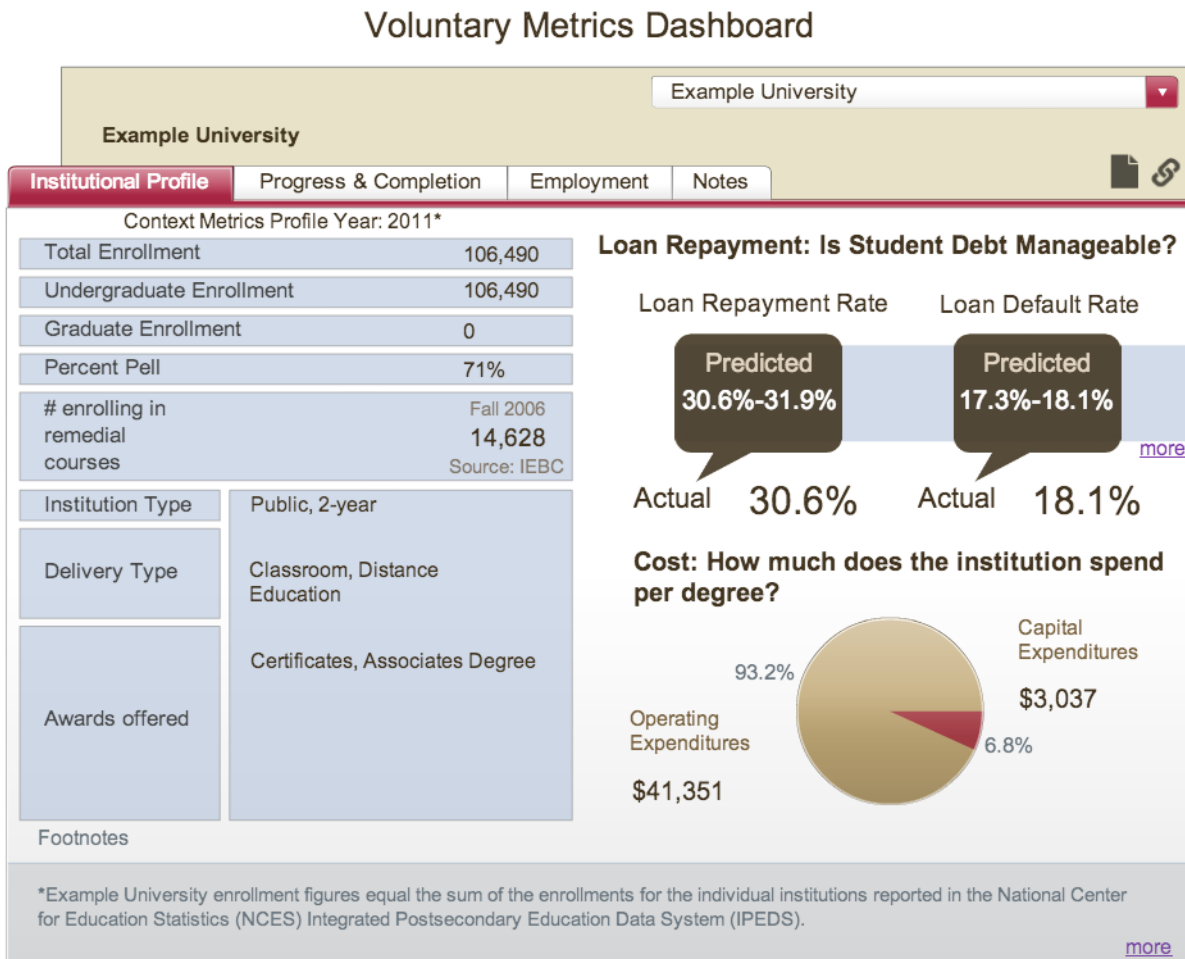 Voluntary Metrics Dashboard
Example University
Example University
Institutional Profile
Progress & Completion
Employment
Notes
Context Metrics Profile Year: 2011*
Total Enrollment 106,490
Undergraduate Enrollment 106,490
Graduate Enrollment 0
Percent Pell 71%
# enrolling in
remedial
courses
Fall 2006
14,628
Source: IEBC
Institution Type
Public, 2-year
Delivery Type
Classroom, Distance
Education
Awards offered
Certificates, Associates Degree
Loan Repayment: Is Student Debt Manageable?
Loan Repayment Rate
Predicted
30.6%-31.9%
Actual 30.6%
Loan Default Rate
Predicted
17.3%-18.1%
more
Actual 18.1%
Cost: How much does the institution spend
per degree?
Capital
Expenditures
$3,037
6.8%
93.2%
Operating
Expenditures
$41,351
Footnotes
*Example University enrollment figures equal the sum of the enrollments for the individual institutions reported in the National Center
for Education Statistics (NCES) Integrated Postsecondary Education Data System (IPEDS).
more